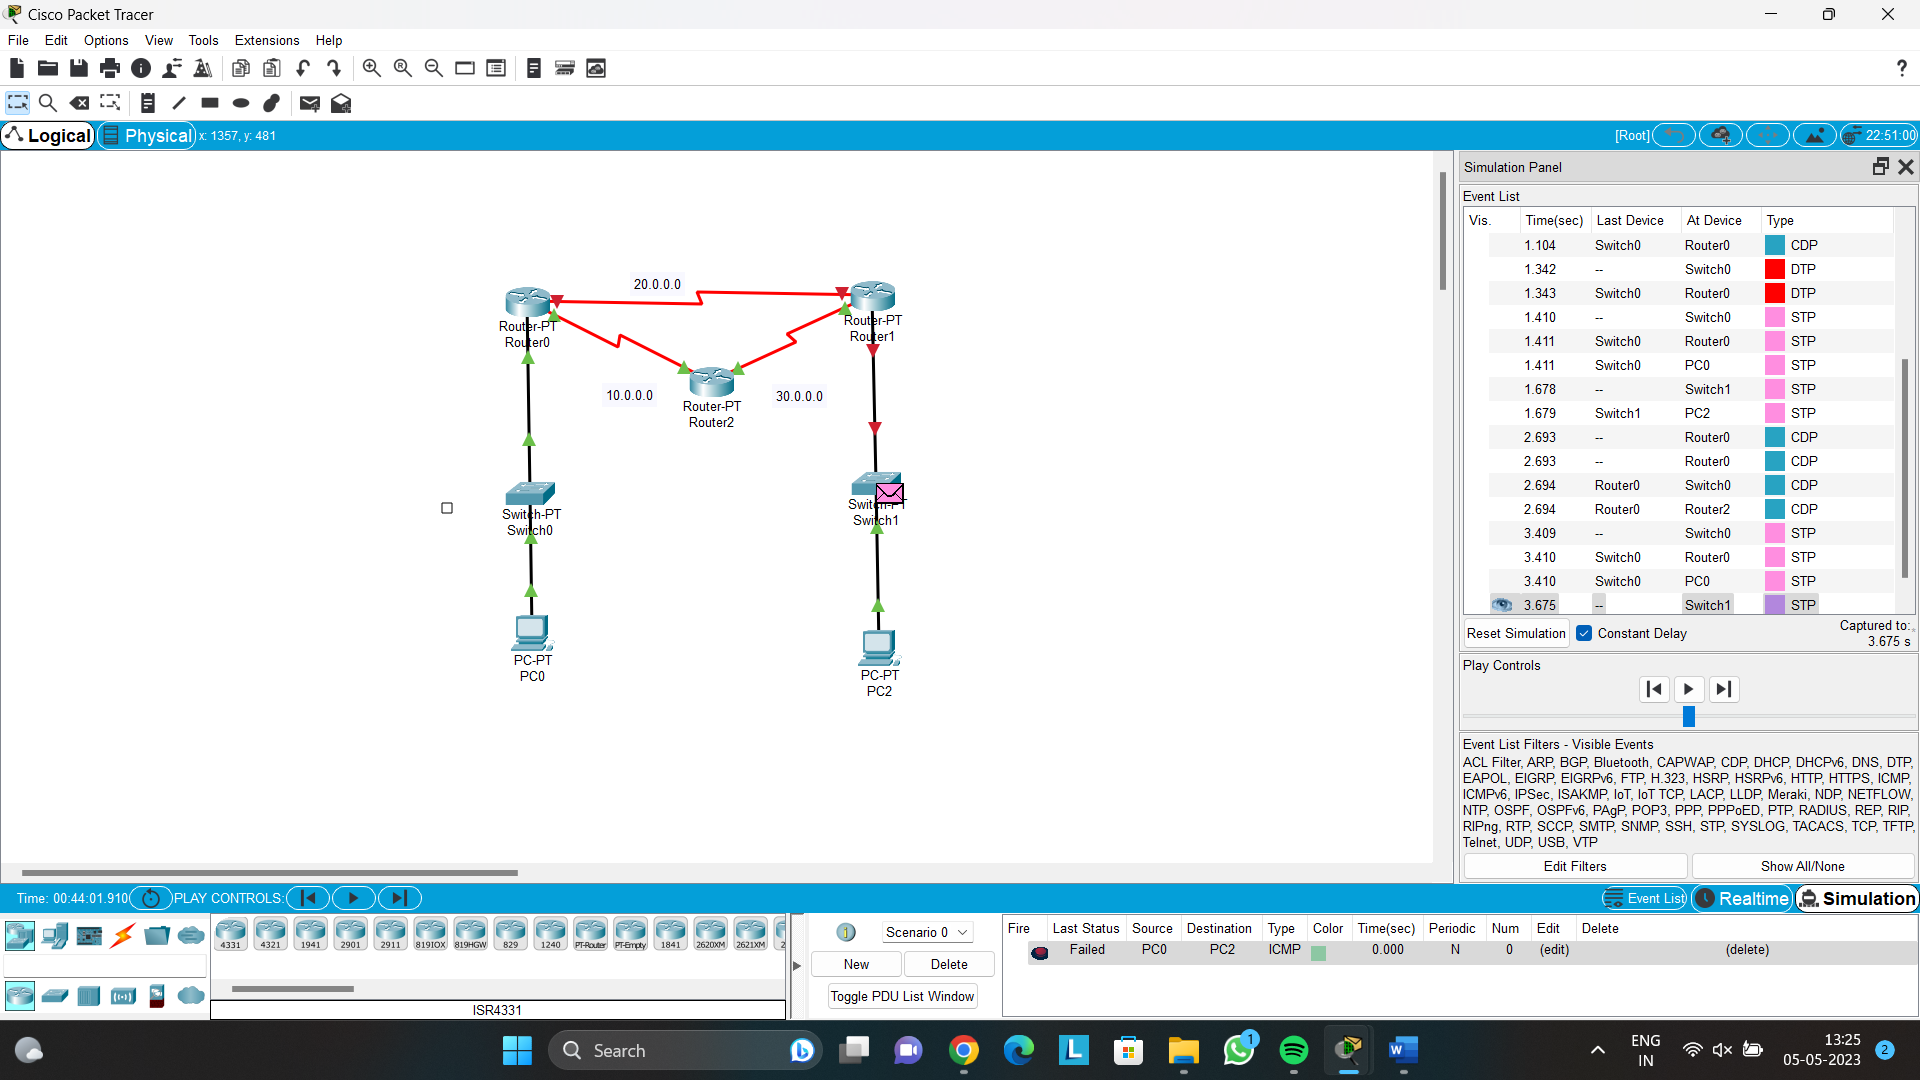 Cisco Packet Tracer
File Edit Options View Tools Extensions Help
?
Logical Physical x: 1357, y: 481 [Root] 22:51:00
Simulation Panel
Event List
Vis. Time(sec) Last Device At Device Type
1.104 Switch0 Router0 CDP
1.342 -- Switch0 DTP
1.343 Switch0 Router0 DTP
1.410 -- Switch0 STP
1.411 Switch0 Router0 STP
1.411 Switch0 PC0 STP
1.678 -- Switch1 STP
1.679 Switch1 PC2 STP
2.693 -- Router0 CDP
2.693 -- Router0 CDP
2.694 Router0 Switch0 CDP
2.694 Router0 Router2 CDP
3.409 -- Switch0 STP
3.410 Switch0 Router0 STP
3.410 Switch0 PC0 STP
3.675 -- Switch1 STP
Reset Simulation Constant Delay Captured to:
3.675 s
Play Controls
Event List Filters - Visible Events
ACL Filter, ARP, BGP, Bluetooth, CAPWAP, CDP, DHCP, DHCPv6, DNS, DTP,
EAPOL, EIGRP, EIGRPv6, FTP, H.323, HSRP, HSRPv6, HTTP, HTTPS, ICMP,
ICMPv6, IPSec, ISAKMP, IoT, IoT TCP, LACP, LLDP, Meraki, NDP, NETFLOW,
NTP, OSPF, OSPFv6, PAgP, POP3, PPP, PPPoED, PTP, RADIUS, REP, RIP,
RIPng, RTP, SCCP, SMTP, SNMP, SSH, STP, SYSLOG, TACACS, TCP, TFTP,
Telnet, UDP, USB, VTP
Edit Filters Show All/None
20.0.0.0
Router-PT
Router0
Router-PT
Router1
10.0.0.0
30.0.0.0
Router-PT
Router2
Switch-PT
Switch0
Switch-PT
Switch1
PC-PT
PC0
PC-PT
PC2
Time: 00:44:01.910 PLAY CONTROLS: Event List Realtime Simulation
4331 4321 1941 2901 2911 819IOX 819HGW 829 1240 PT-Router PT-Empty 1841 2620XM 2621XM 2
ISR4331
Scenario 0
New Delete
Toggle PDU List Window
Fire Last Status Source Destination Type Color Time(sec) Periodic Num Edit Delete
Failed PC0 PC2 ICMP 0.000 N 0 (edit) (delete)
Search
1
ENG
IN
13:25
05-05-2023
2